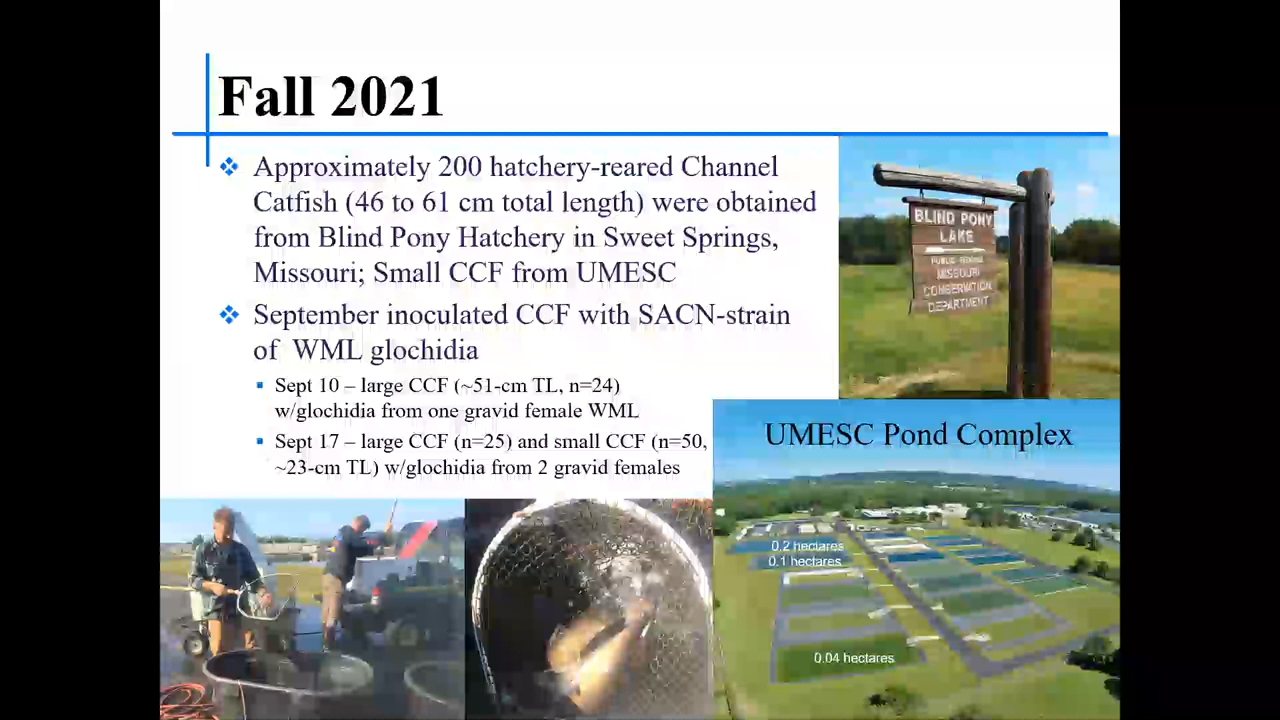 Fall 2021
Approximately 200 hatchery-reared Channel
Catfish (46 to 61 cm total length) were obtained
from Blind Pony Hatchery in Sweet Springs,
Missouri; Small CCF from UMESC
September inoculated CCF with SACN-strain
of WML glochidia
Sept 10 – large CCF (~51-cm TL, n=24)
w/glochidia from one gravid female WML
Sept 17 – large CCF (n=25) and small CCF (n=50,
~23-cm TL) w/glochidia from 2 gravid females
BLIND PONY
LAKE
MISSOURI
CONSERVATION
DEPARTMENT
UMESC Pond Complex
0.2 hectares
0.1 hectares
0.04 hectares